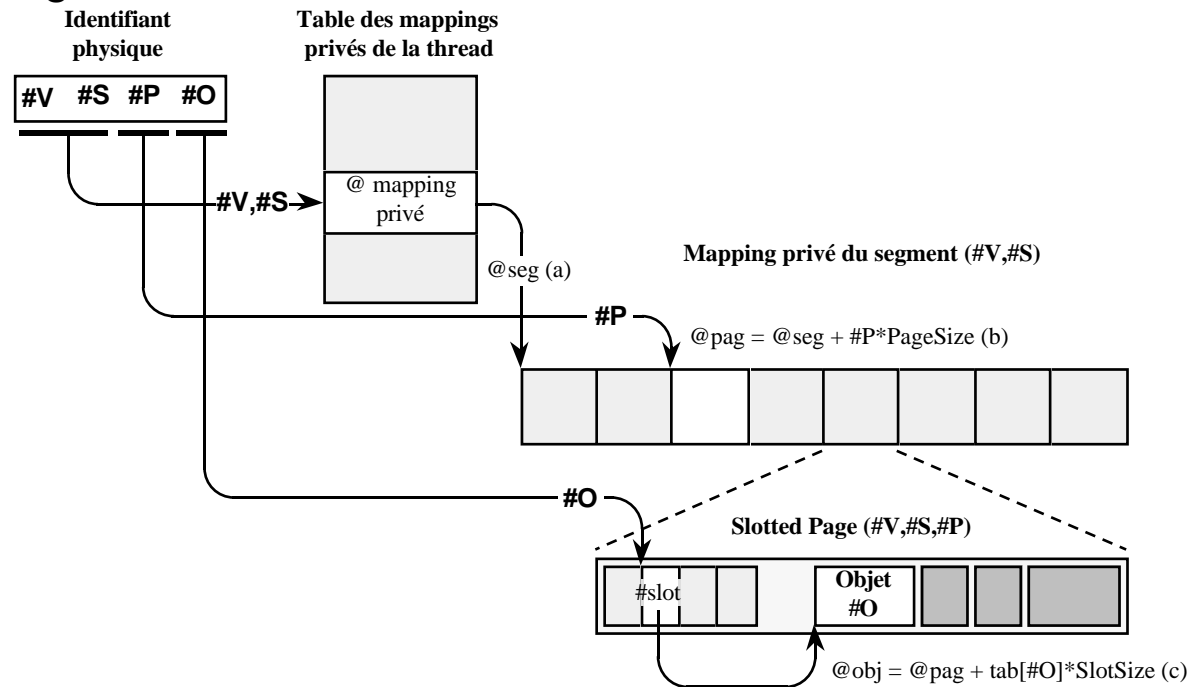 Identifiant
physique
Table des mappings
privés de la thread
#V #S #P #O
@ mapping
privé
#V,#S
@seg (a)
Mapping privé du segment (#V,#S)
#P
@pag = @seg + #P*PageSize (b)
#O
Slotted Page (#V,#S,#P)
#slot
Objet
#O
@obj = @pag + tab[#O]*SlotSize (c)